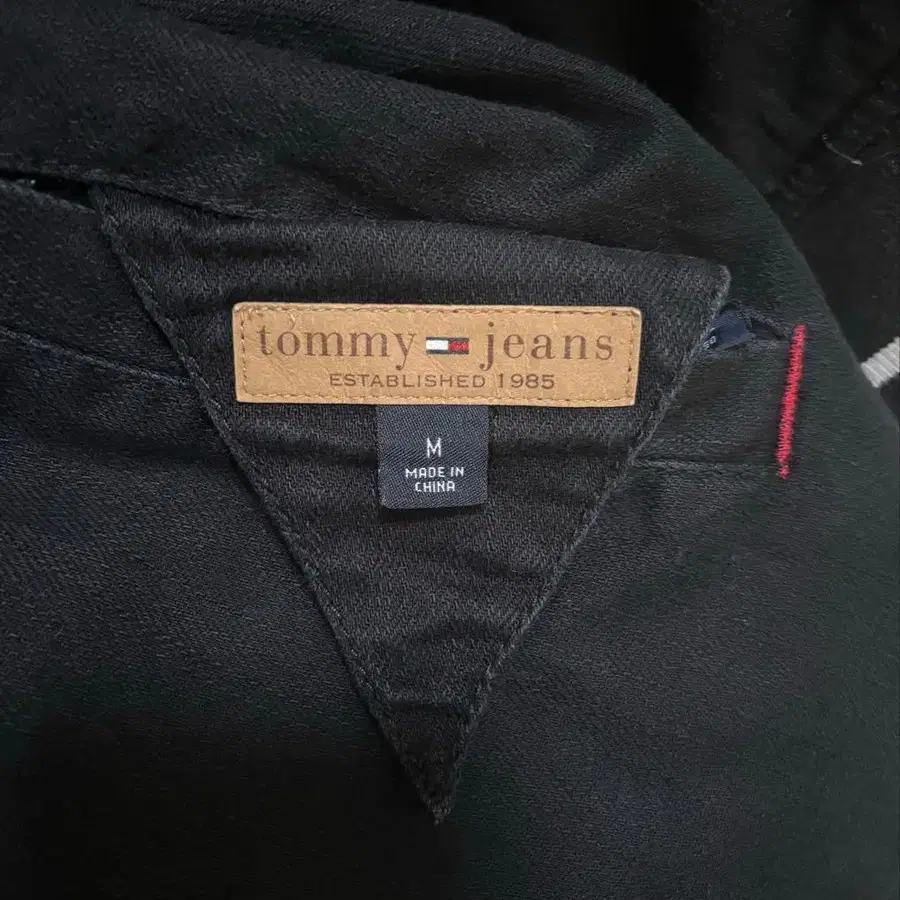 tommy jeans
ESTABLISHED 1985
M
MADE IN
CHINA